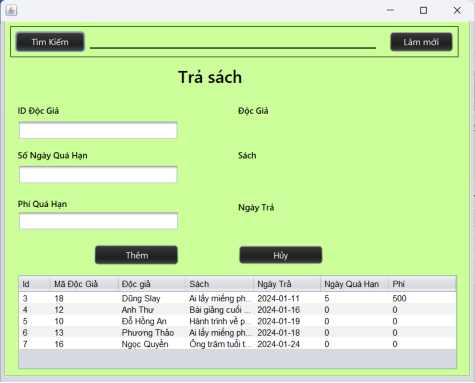 Tìm Kiếm Làm mới
Trả sách
ID Độc Giả Độc Giả
Số Ngày Quá Hạn Sách
Phí Quá Hạn Ngày Trả
Thêm Hủy
Id Mã Độc Giả Độc giả Sách Ngày Trả Ngày Quá Hạn Phí
3 18 Dũng Slay Ai lấy miếng ph... 2024-01-11 5 500
4 12 Anh Thư Bài giảng cuối ... 2024-01-16 0 0
5 10 Đỗ Hồng An Hành trình về p... 2024-01-19 0 0
6 13 Phương Thảo Ai lấy miếng ph... 2024-01-18 0 0
7 16 Ngọc Quyền Ông trăm tuổi t... 2024-01-24 0 0